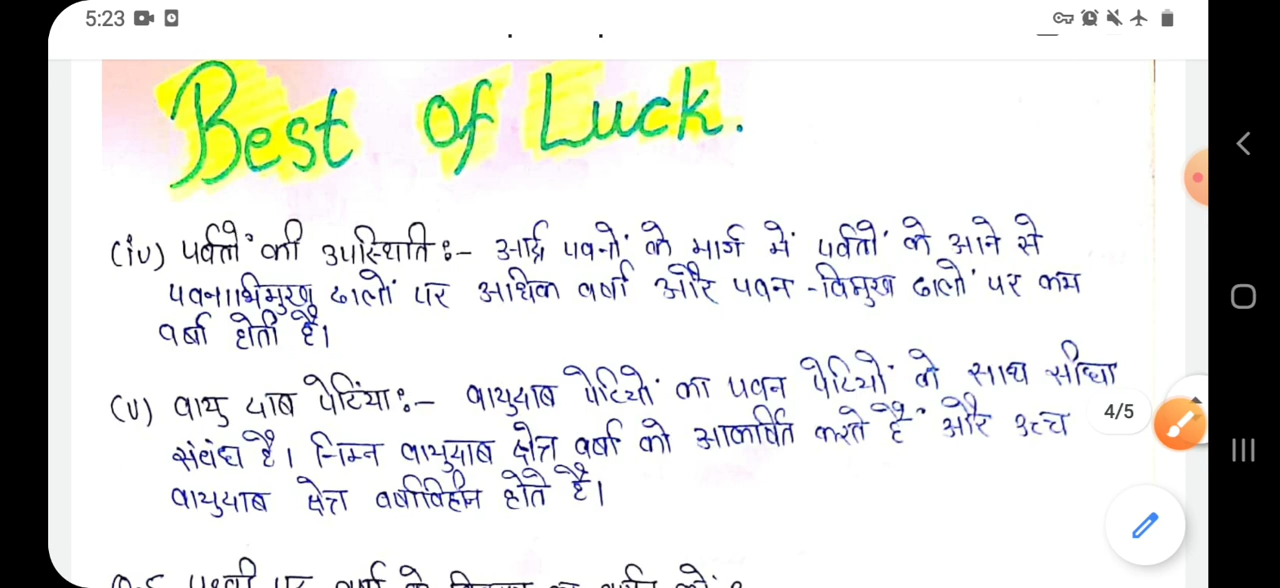 5:23
Best of Luck.
(iv) पर्वतों की उपस्थिति :- आर्द्र पवनों के मार्ग में पर्वतों के आने से
पवनाभिमुख ढालों पर अधिक वर्षा और पवन - विमुख ढालों पर कम
वर्षा होती है।
(v) वायु दाब पेटियां :- वायुदाब पेटियों का पवन पेटियों के साथ सीधा
संबंध है। निम्न वायुदाब क्षेत्र वर्षा को आकर्षित करते हैं और उच्च
वायुदाब क्षेत्र वर्षाविहीन होते है।
4/5